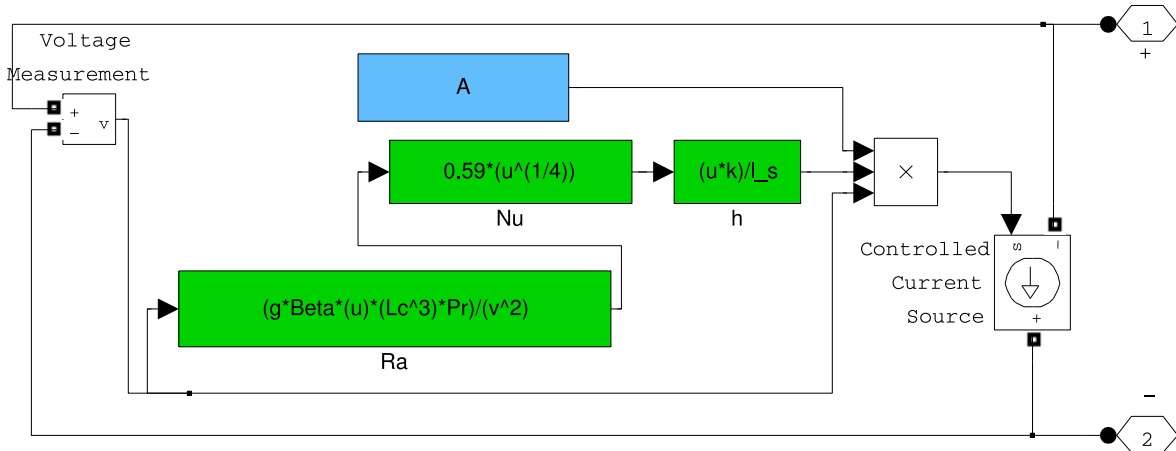 1
+
Voltage
Measurement
+
−
v
A
0.59*(u^(1/4))
Nu
(u*k)/l_s
h
×
(g*Beta*(u)*(Lc^3)*Pr)/(v^2)
Ra
Controlled
Current
Source
s
−
+
−
2